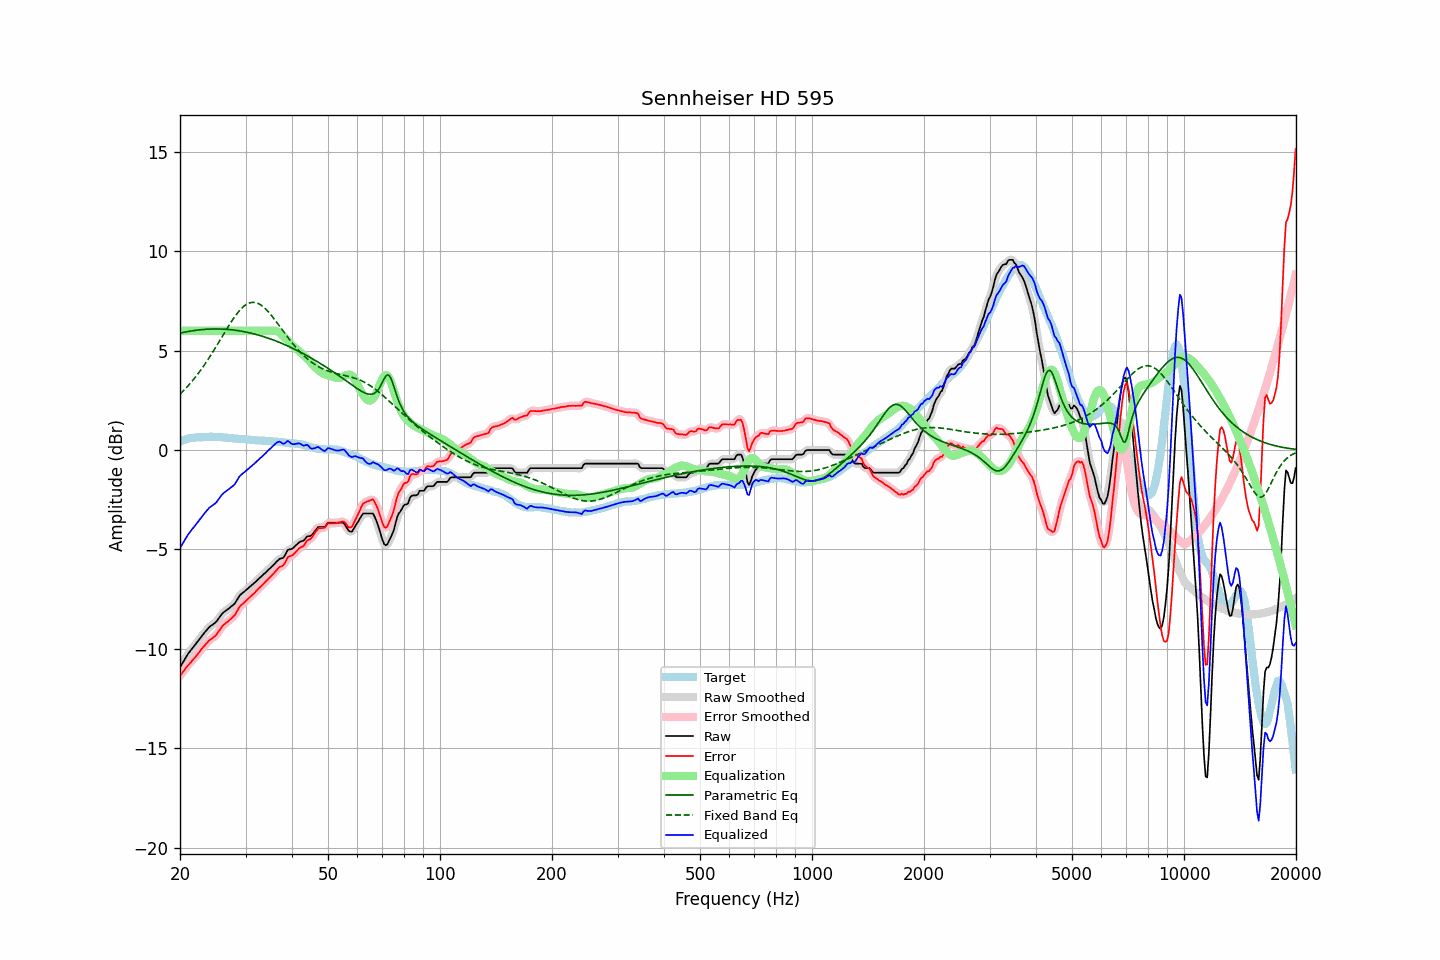 Sennheiser HD 595
Amplitude (dBr)
15
10
5
0
−5
−10
−15
−20
Target
Raw Smoothed
Error Smoothed
Raw
Error
Equalization
Parametric Eq
Fixed Band Eq
Equalized
20
50
100
200
500
1000
2000
5000
10000
20000
Frequency (Hz)